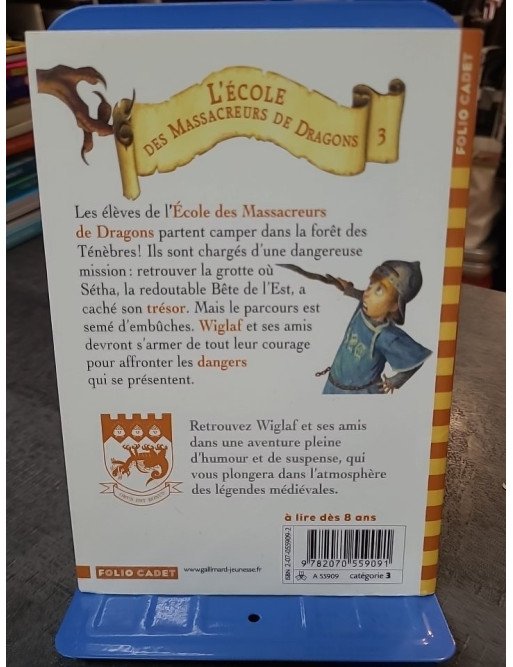 L'ÉCOLE
DES MASSACREURS DE DRAGONS 3
FOLIO CADET
Les élèves de l'École des Massacreurs
de Dragons partent camper dans la forêt des
Ténèbres! Ils sont chargés d'une dangereuse
mission : retrouver la grotte où
Sétha, la redoutable Bête de l'Est, a
caché son trésor. Mais le parcours est
semé d'embûches. Wiglaf et ses amis
devront s'armer de tout leur courage
pour affronter les dangers
qui se présentent.
Retrouvez Wiglaf et ses amis
dans une aventure pleine
d'humour et de suspense, qui
vous plongera dans l'atmosphère
des légendes médiévales.
à lire dès 8 ans
ISBN 2-07-055909-2
9 782070 559091
A 55909 catégorie 3
FOLIO CADET
www.gallimard-jeunesse.fr